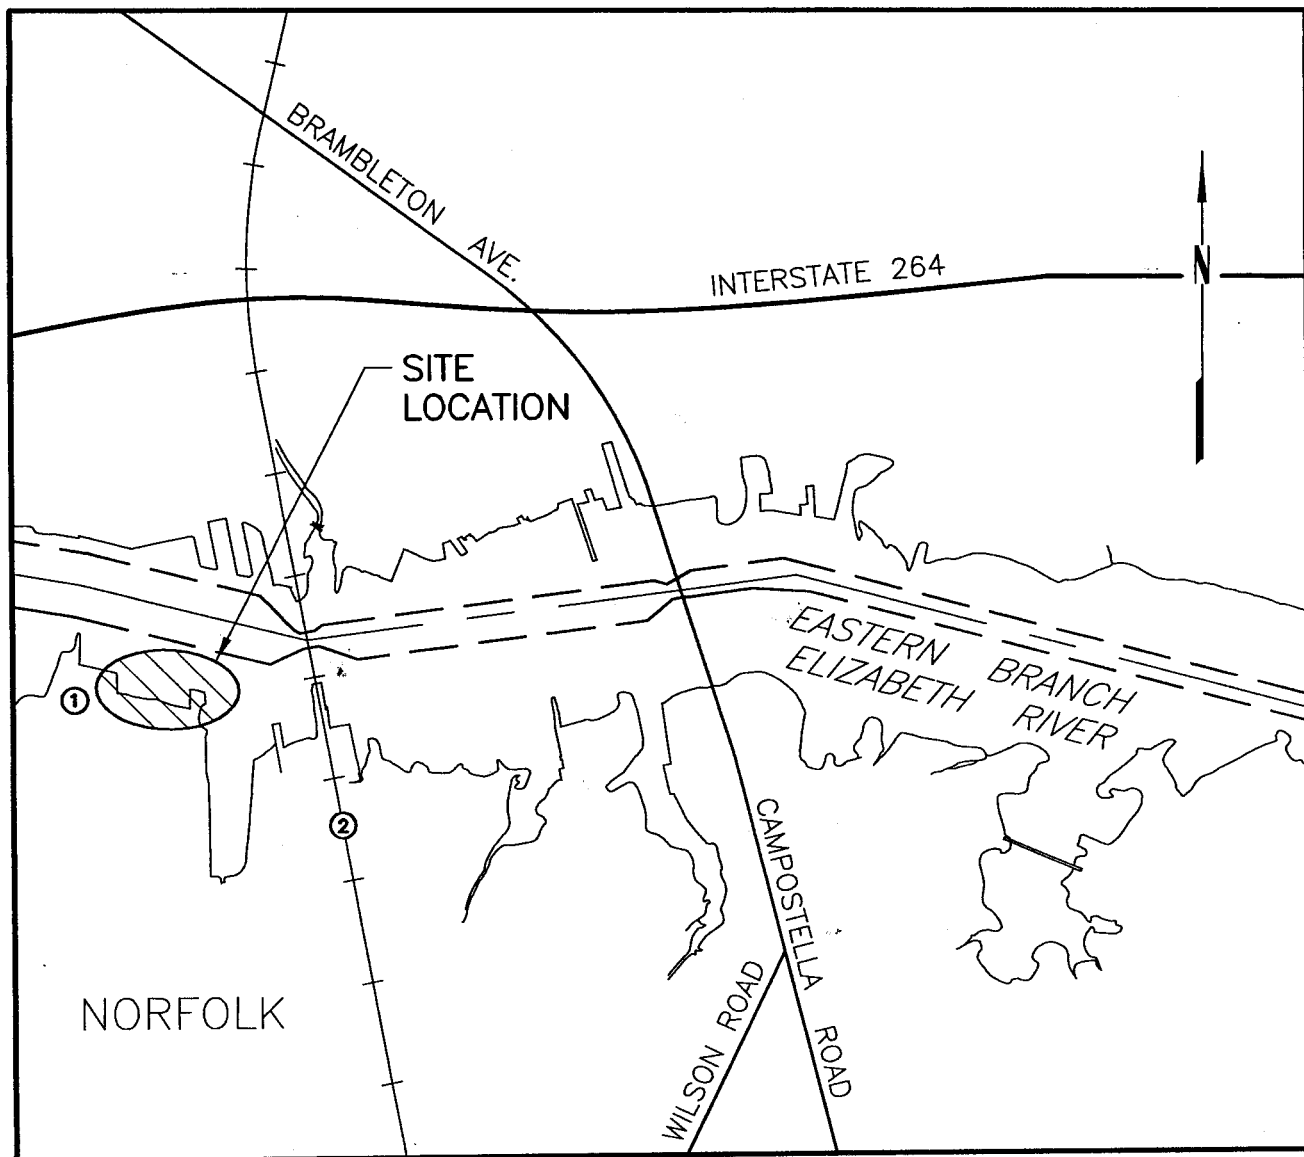 BRAMBLETON AVE.
INTERSTATE 264
N
SITE
LOCATION
EASTERN BRANCH
ELIZABETH RIVER
1
2
CAMPOSTELLA ROAD
WILSON ROAD
NORFOLK